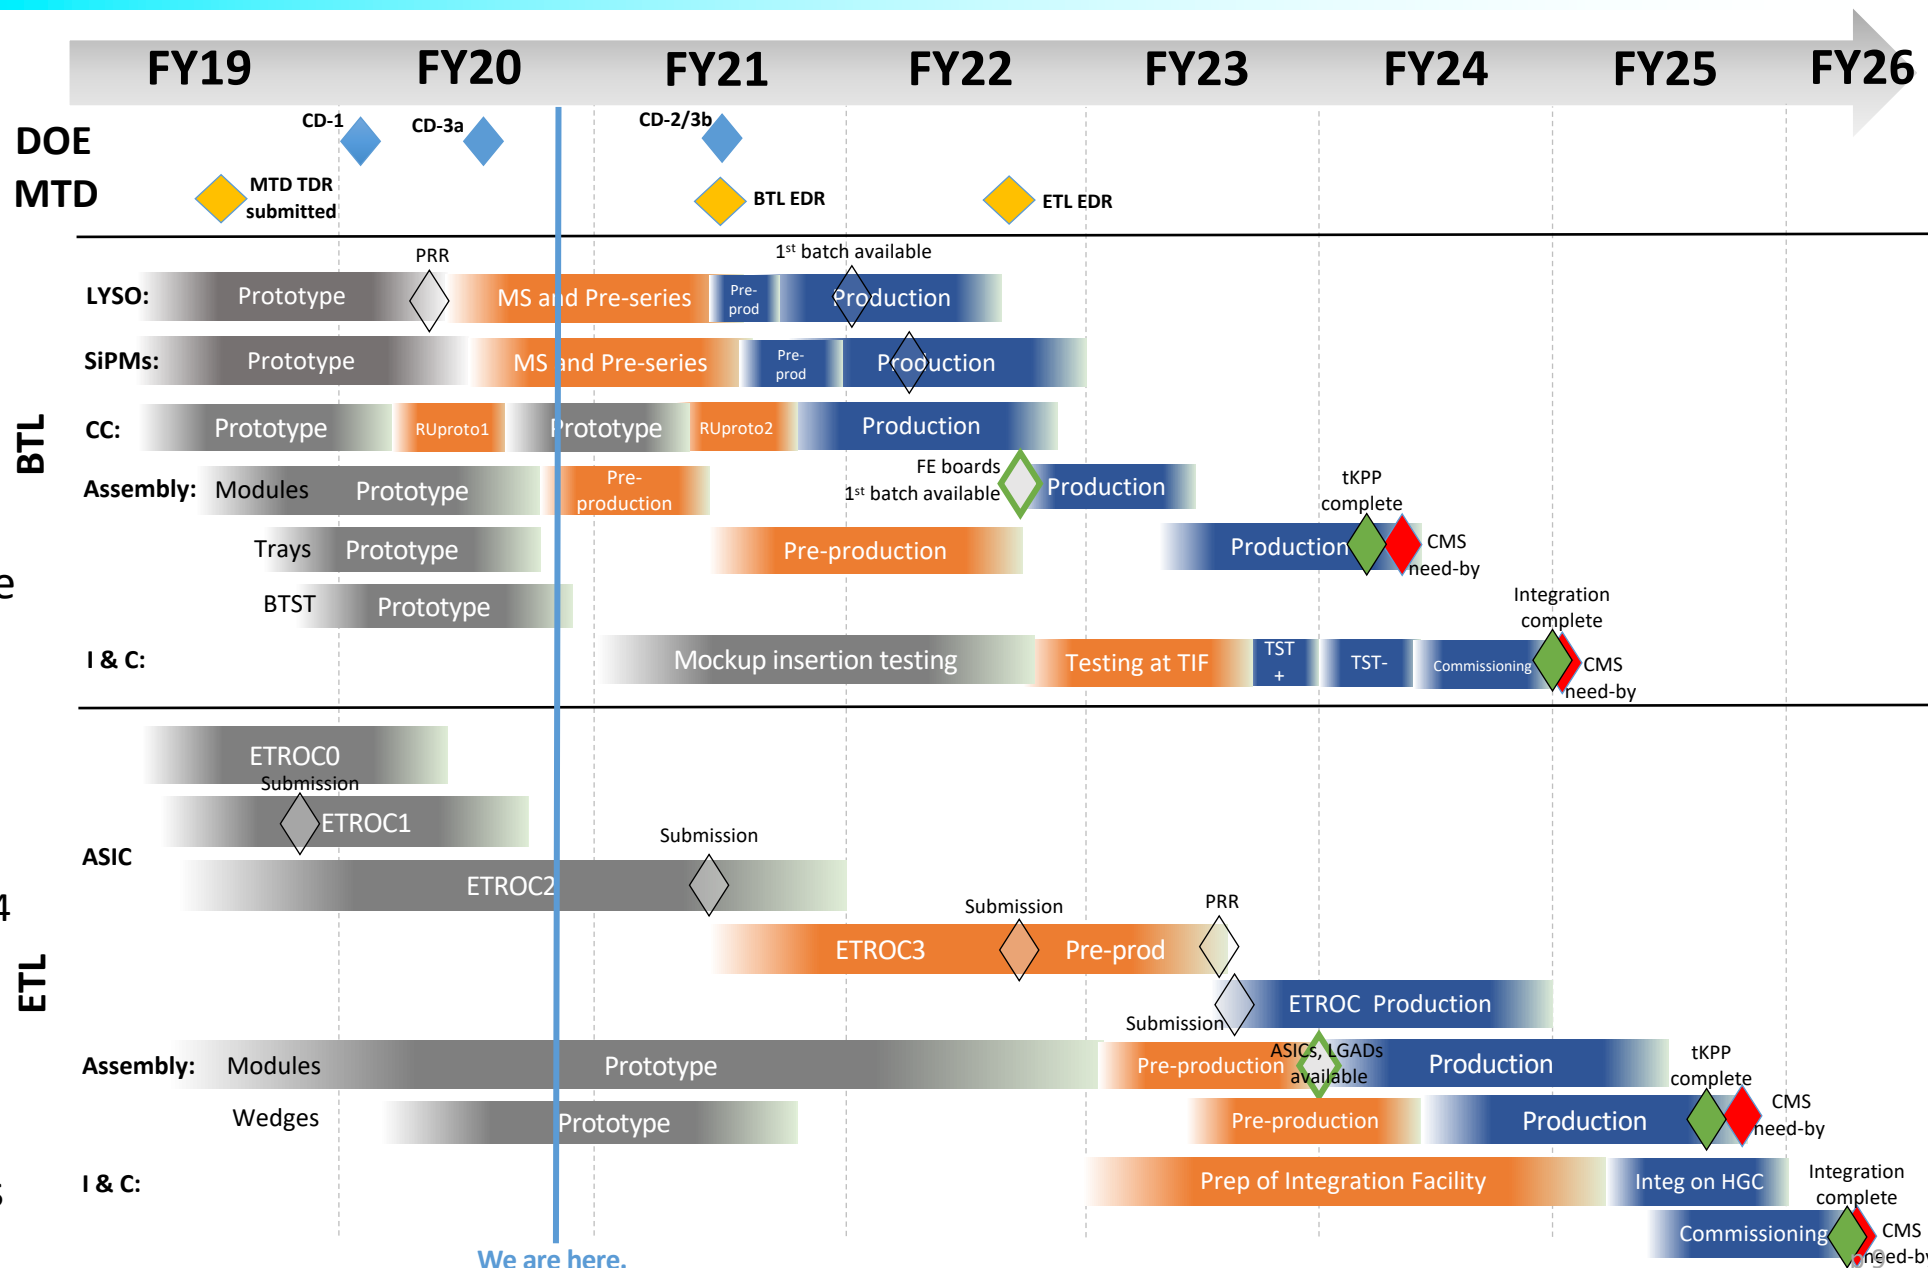 FY19 FY20 FY21 FY22 FY23 FY24 FY25 FY26
DOE
CD-1
CD-3a
CD-2/3b
MTD
MTD TDR
submitted
BTL EDR
ETL EDR
BTL
PRR
1st batch available
LYSO:
Prototype
MS and Pre-series
Pre-
prod
Production
SiPMs:
Prototype
MS and Pre-series
Pre-
prod
Production
CC:
Prototype
RUproto1
Prototype
RUproto2
Production
Assembly:
Modules
Prototype
Pre-
production
FE boards
1st batch available
Production
tKPP
complete
Trays
Prototype
Pre-production
Production
CMS
need-by
e
BTST
Prototype
Integration
complete
I & C:
Mockup insertion testing
Testing at TIF
TST
+
TST-
Commissioning
CMS
need-by
ETL
ETROC0
Submission
ETROC1
ASIC
Submission
ETROC2
4
Submission
PRR
ETROC3
Pre-prod
ETROC Production
Submission
Assembly:
Modules
Prototype
Pre-production
ASICs, LGADs
available
Production
tKPP
complete
Wedges
Prototype
Pre-production
Production
CMS
need-by
s
I & C:
Prep of Integration Facility
Integ on HGC
Integration
complete
Commissioning
CMS
need-by
We are here.